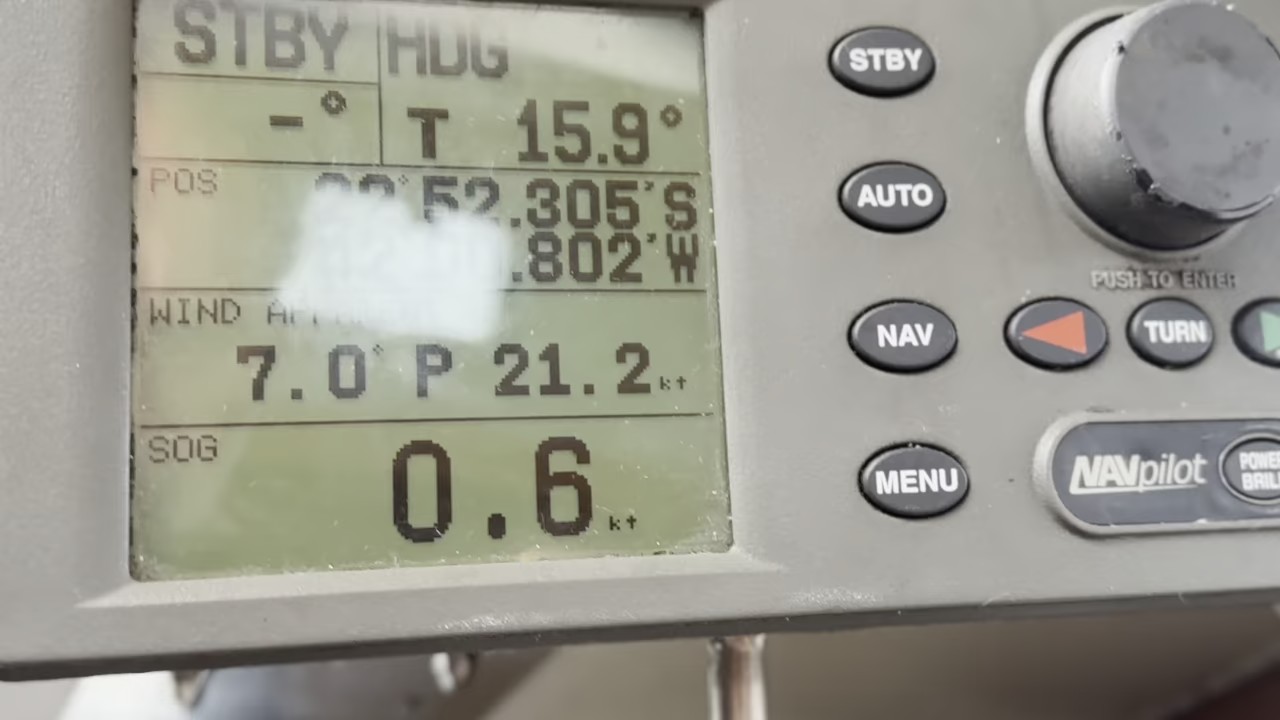 STBY HDG
-° T 15.9°
POS 52.305'S
.802'W
WIND
7.0° P 21.2 kt
SOG
0.6 kt
STBY
AUTO
PUSH TO ENTER
NAV
TURN
MENU
NAVpilot